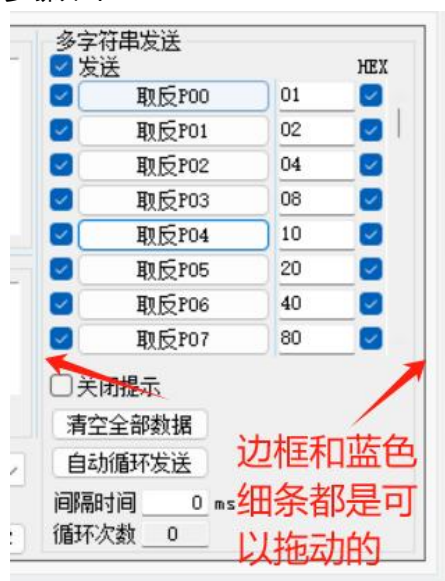 多字符串发送
发送 HEX
取反P00 01
取反P01 02
取反P02 04
取反P03 08
取反P04 10
取反P05 20
取反P06 40
取反P07 80
关闭提示
清空全部数据
自动循环发送
间隔时间 0 ms
循环次数 0
边框和蓝色
细条都是可
以拖动的